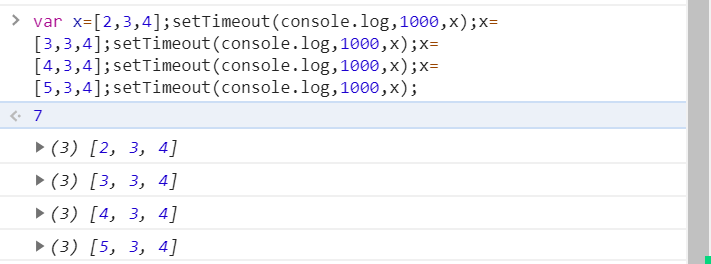 var x=[2,3,4];setTimeout(console.log,1000,x);x=
[3,3,4];setTimeout(console.log,1000,x);x=
[4,3,4];setTimeout(console.log,1000,x);x=
[5,3,4];setTimeout(console.log,1000,x);
7
(3) [2, 3, 4]
(3) [3, 3, 4]
(3) [4, 3, 4]
(3) [5, 3, 4]